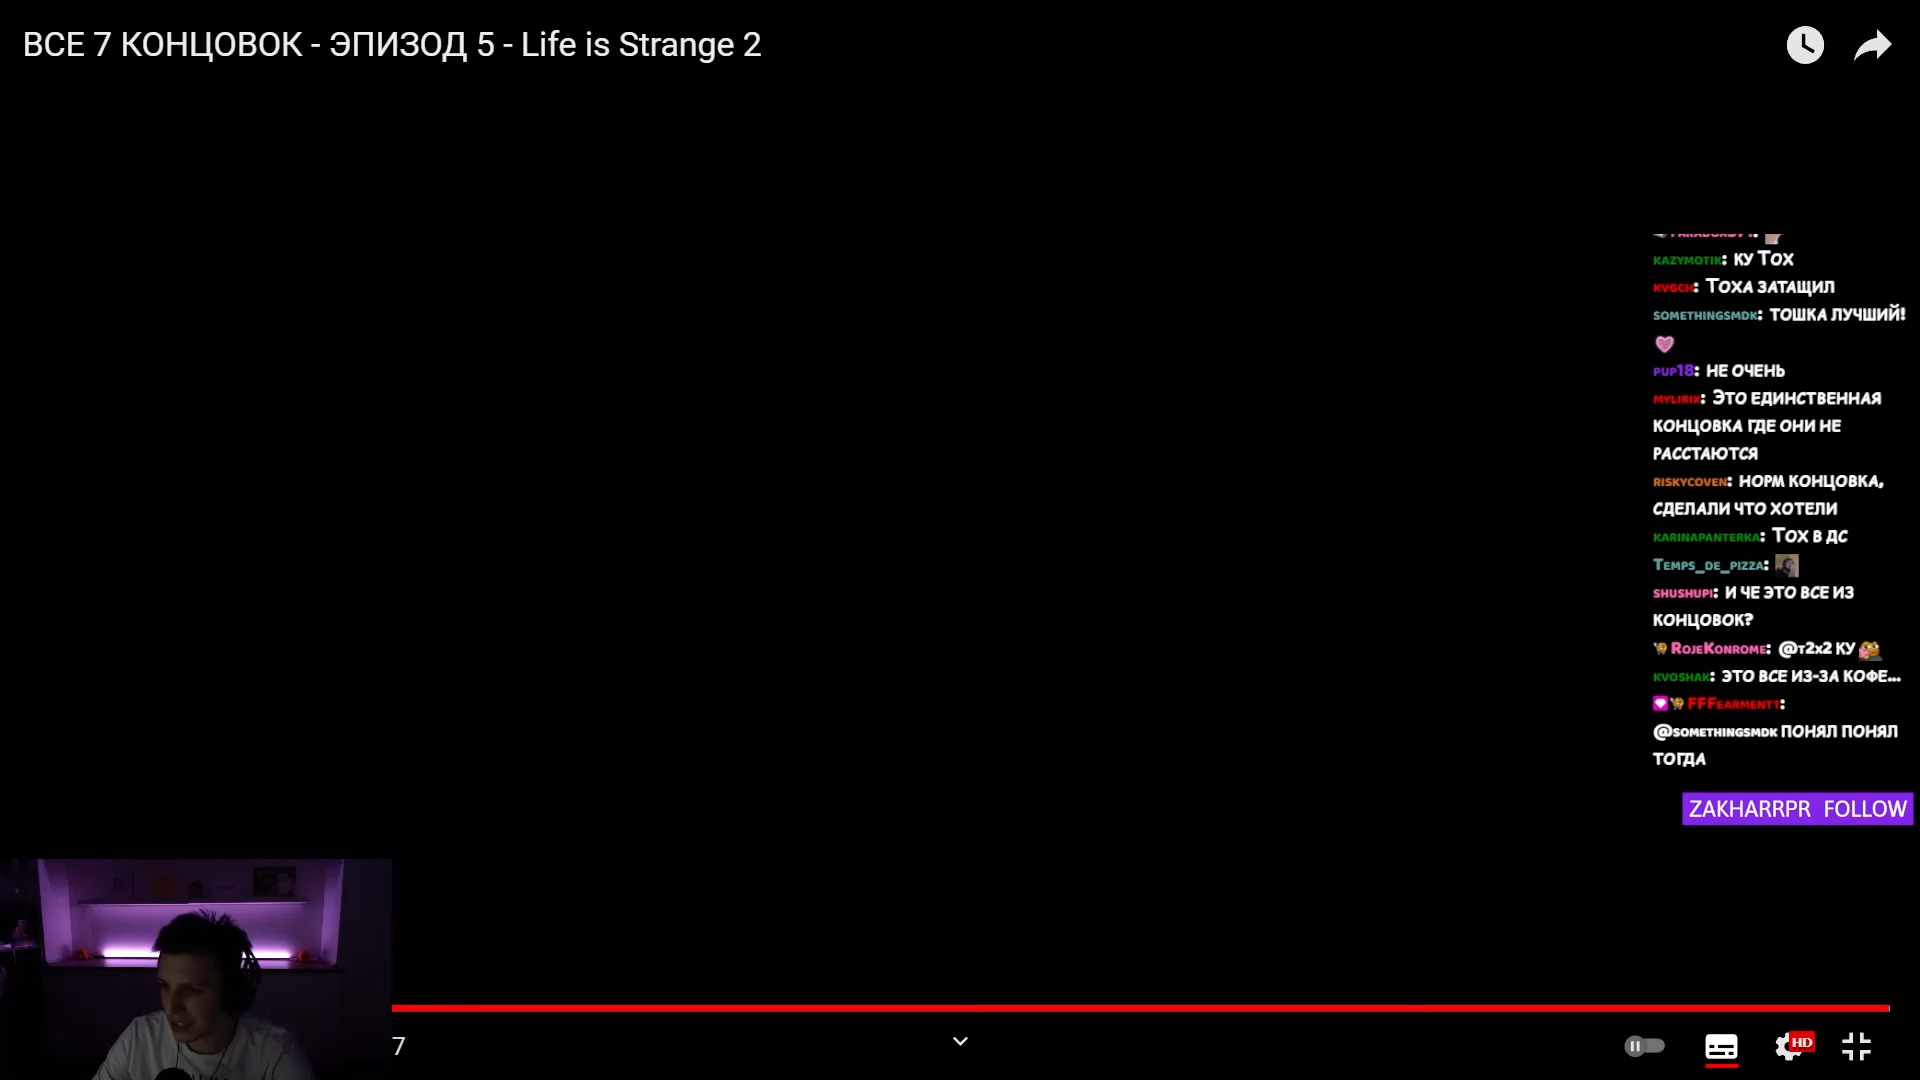 ВСЕ 7 КОНЦОВОК - ЭПИЗОД 5 - Life is Strange 2
KAZYMOTIK: КУ ТОХ
KVGCH: ТОХА ЗАТАЩИЛ
SOMETHINGSMDK: ТОШКА ЛУЧШИЙ!
PUP18: НЕ ОЧЕНЬ
MYLIRIX: ЭТО ЕДИНСТВЕННАЯ
КОНЦОВКА ГДЕ ОНИ НЕ
РАССТАЮТСЯ
RISKYCOVEN: НОРМ КОНЦОВКА,
СДЕЛАЛИ ЧТО ХОТЕЛИ
KARINAPANTERKA: ТОХ В ДС
TEMPS_DE_PIZZA:
SHUSHUPI: И ЧЕ ЭТО ВСЕ ИЗ
КОНЦОВОК?
ROJEKONROME: @T2X2 КУ
KVOSHAK: ЭТО ВСЕ ИЗ-ЗА КОФЕ...
FFFEARMENTT:
@SOMETHINGSMDK ПОНЯЛ ПОНЯЛ
ТОГДА
ZAKHARRPR FOLLOW
7
HD